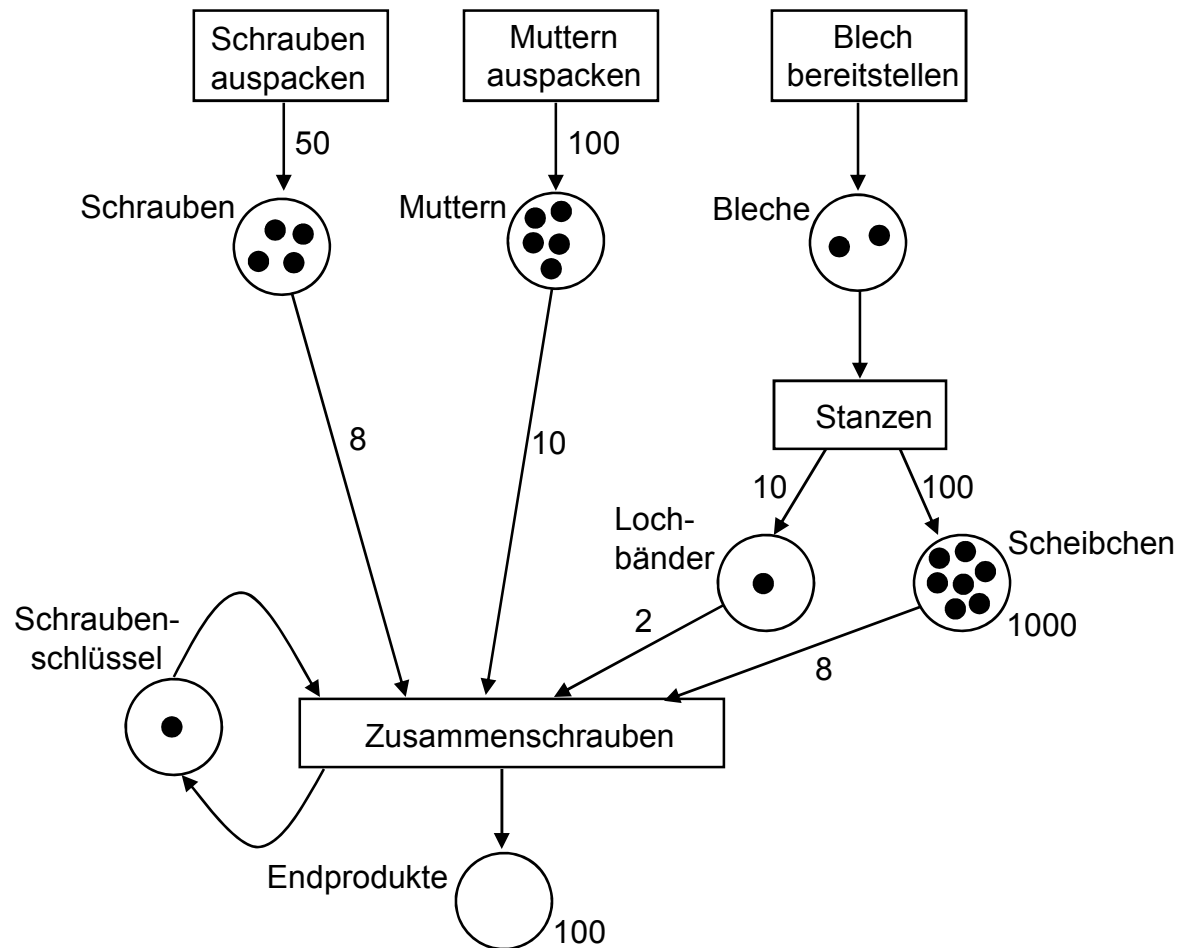 Schrauben
auspacken
Muttern
auspacken
Blech
bereitstellen
50
100
Schrauben
Muttern
Bleche
8
10
Stanzen
10
100
Loch-
bänder
Scheibchen
1000
2
8
Schrauben-
schlüssel
Zusammenschrauben
Endprodukte
100